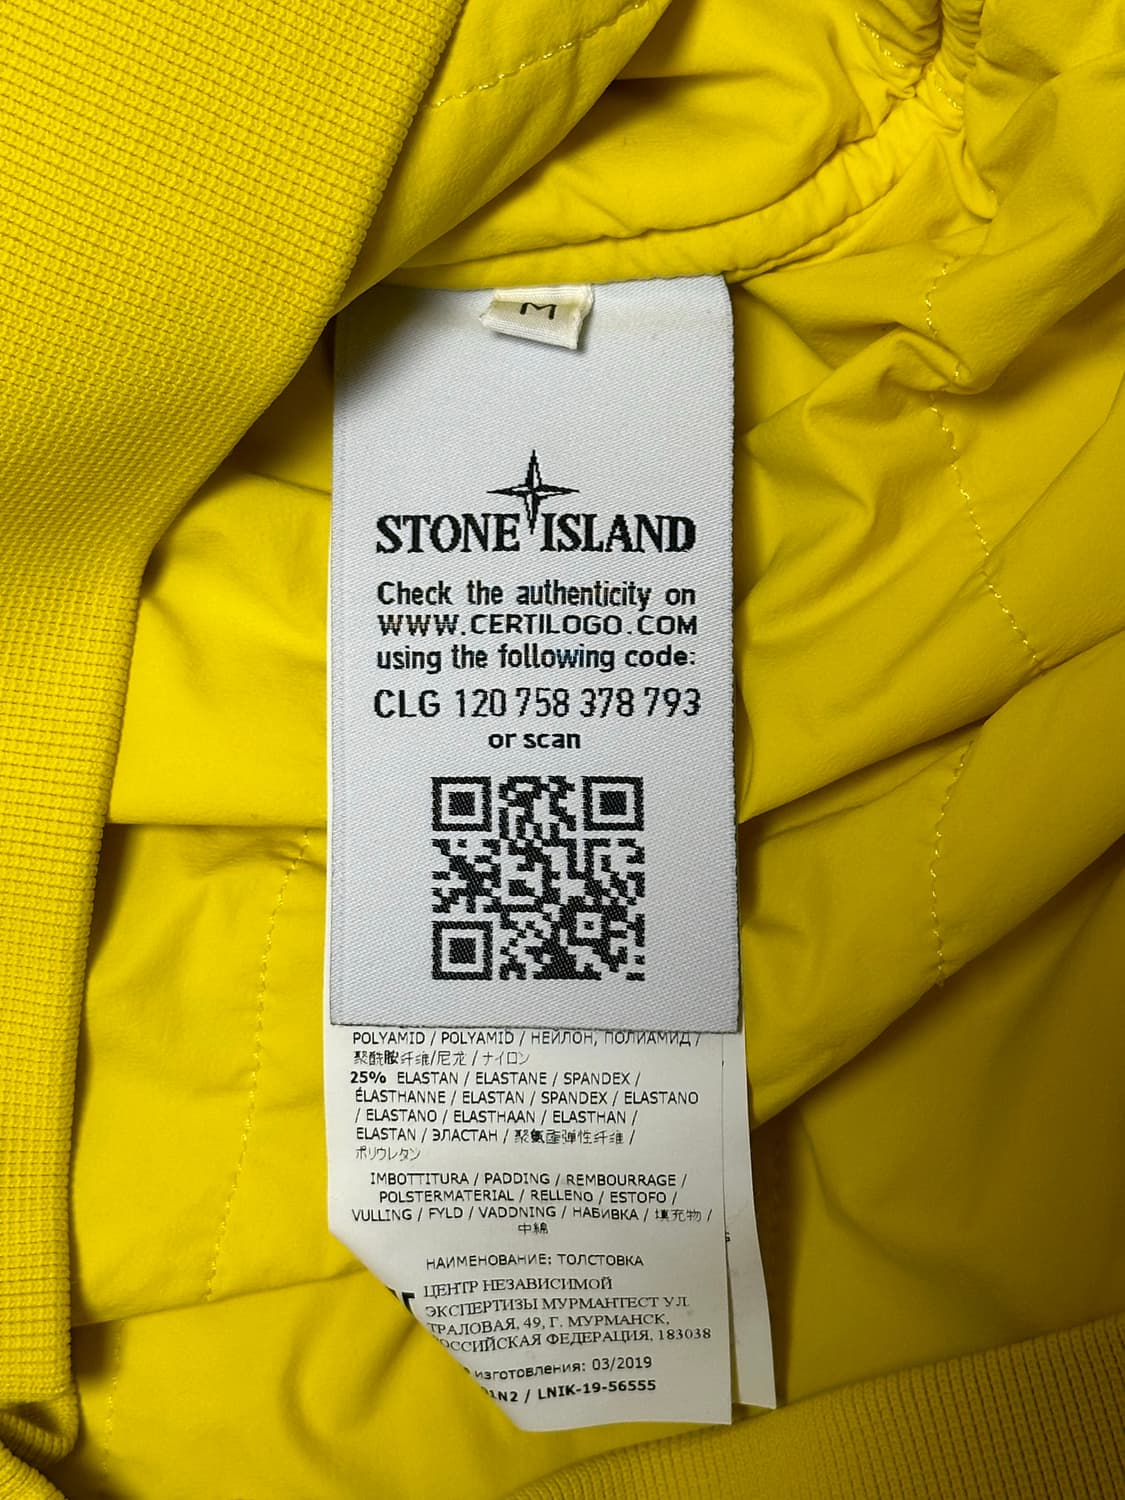 M
STONE ISLAND
Check the authenticity on
WWW.CERTILOGO.COM
using the following code:
CLG 120 758 378 793
or scan
POLYAMID / POLYAMID / НЕЙЛОН, ПОЛИАМИД /
聚酰胺纤维/尼龙 / ナイロン
25% ELASTAN / ELASTANE / SPANDEX /
ÉLASTHANNE / ELASTAN / SPANDEX / ELASTANO
/ ELASTANO / ELASTHAAN / ELASTHAN /
ELASTAN / ЭЛАСТАН / 聚氨酯弹性纤维 /
ポリウレタン
IMBOTTITURA / PADDING / REMBOURRAGE /
POLSTERMATERIAL / RELLENO / ESTOFO /
VULLING / FYLD / VADDNING / НАБИВКА / 填充物 /
中綿
НАИМЕНОВАНИЕ: ТОЛСТОВКА
ЦЕНТР НЕЗАВИСИМОЙ
ЭКСПЕРТИЗЫ МУРМАНТЕСТ УЛ.
ТРАЛОВАЯ, 49, Г. МУРМАНСК,
РОССИЙСКАЯ ФЕДЕРАЦИЯ, 183038
изготовления: 03/2019
/ LNIK-19-56555